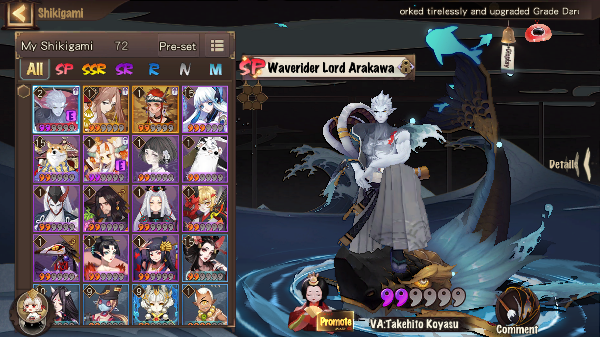 Shikigami
orked tirelessly and upgraded Grade Dari
My Shikigami 72 Pre-set
All SP SSR SR R N M
SP Waverider Lord Arakawa
Details
Promote
VA:Takehito Koyasu
Comment